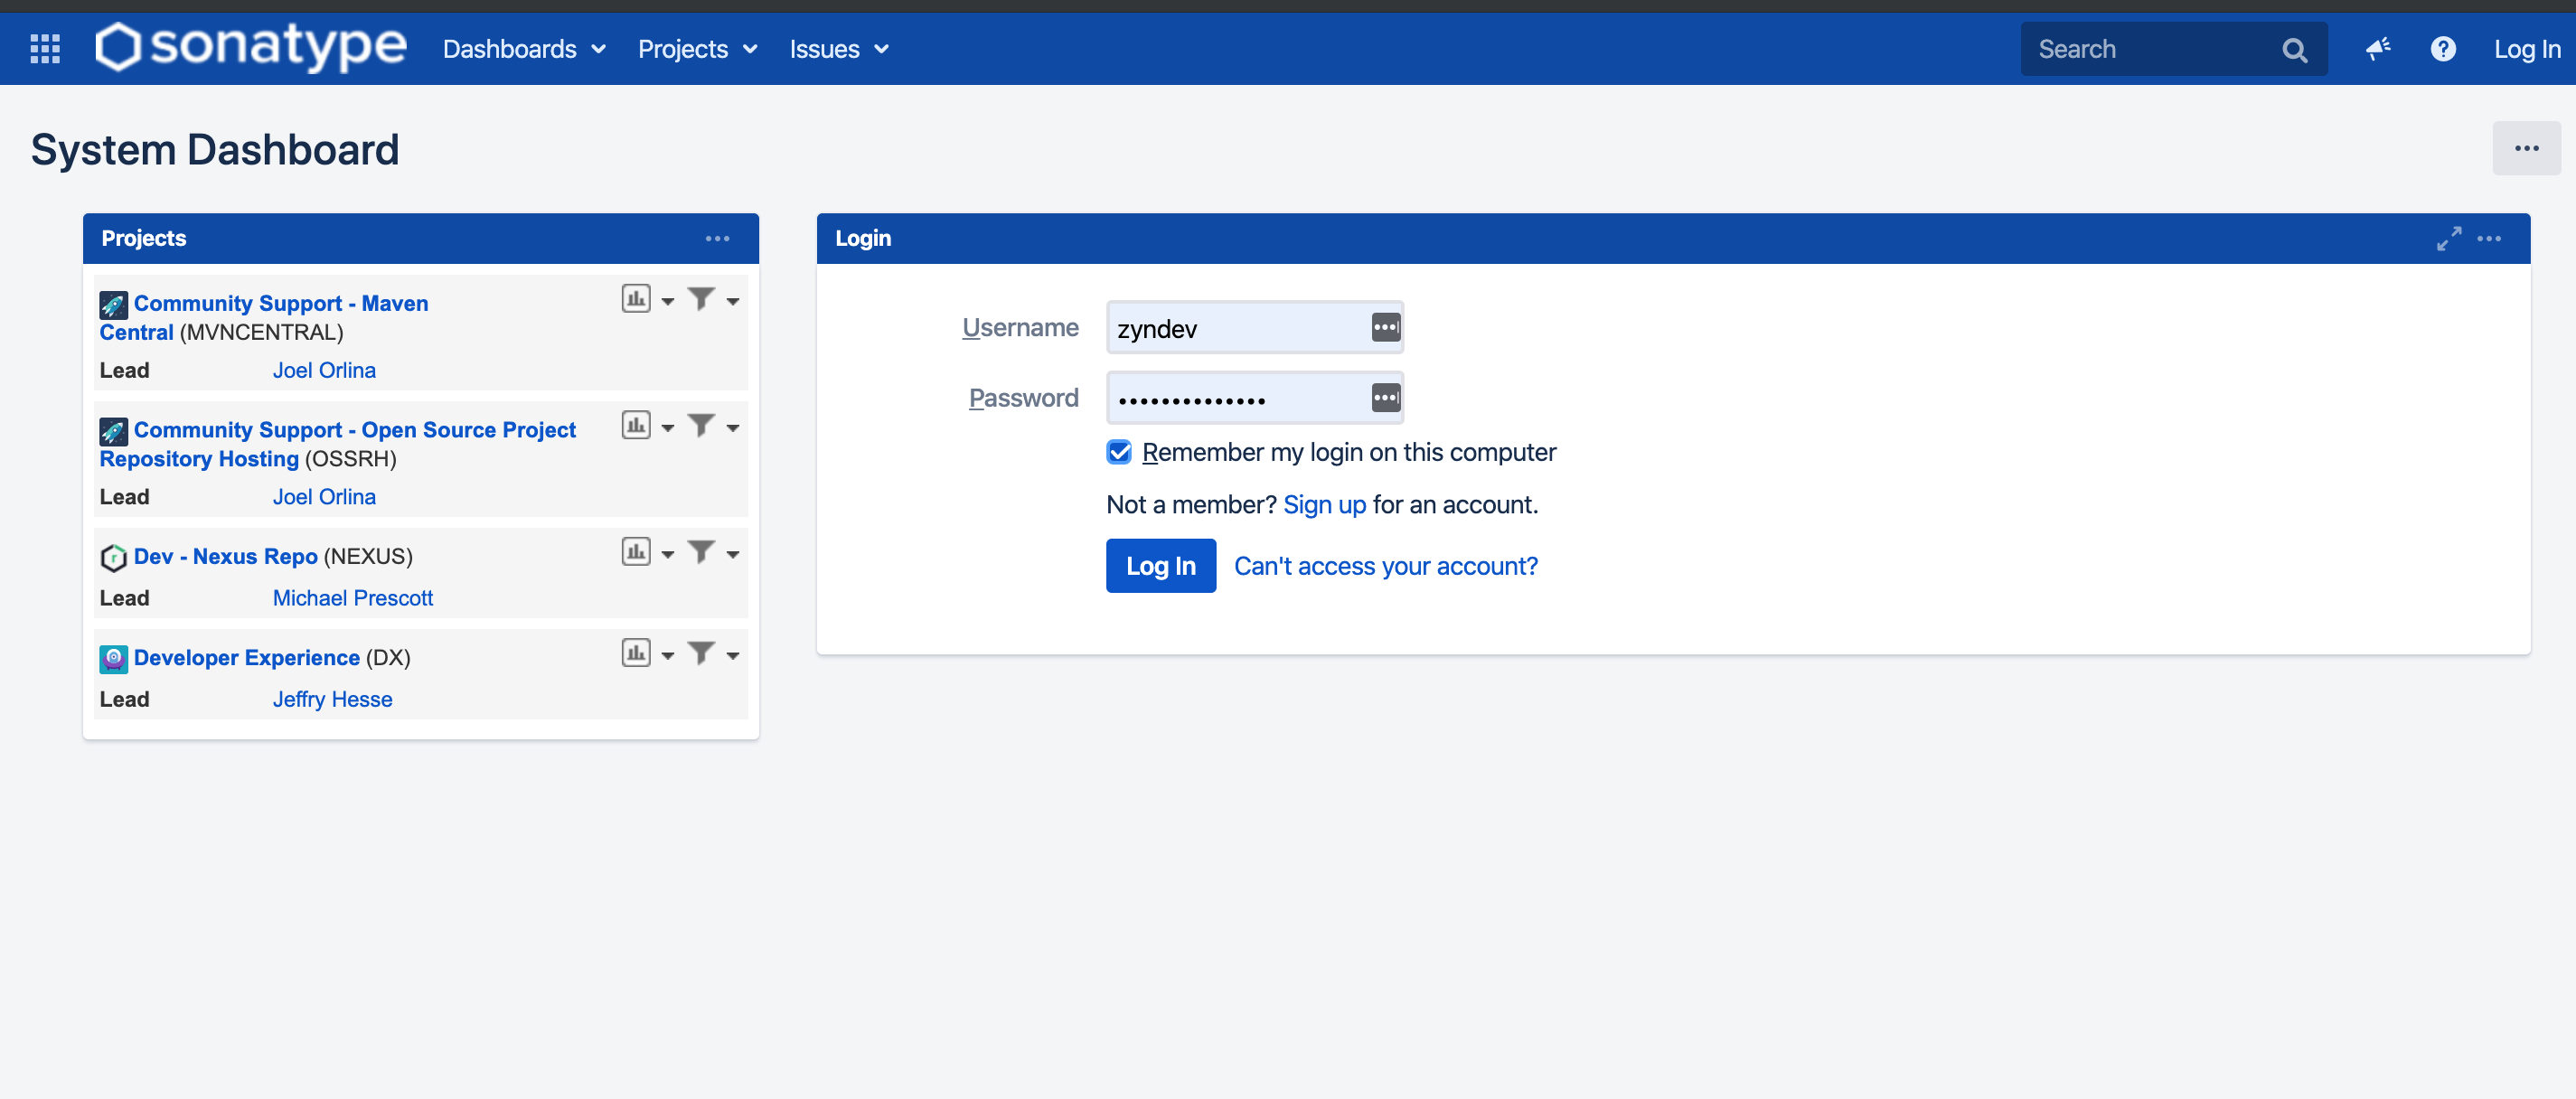 sonatype Dashboards Projects Issues Search Log In
System Dashboard
Projects
Community Support - Maven
Central (MVNCENTRAL)
Lead Joel Orlina
Community Support - Open Source Project
Repository Hosting (OSSRH)
Lead Joel Orlina
Dev - Nexus Repo (NEXUS)
Lead Michael Prescott
Developer Experience (DX)
Lead Jeffry Hesse
Login
Username zyndev
Password ••••••••••••••
Remember my login on this computer
Not a member? Sign up for an account.
Log In Can't access your account?